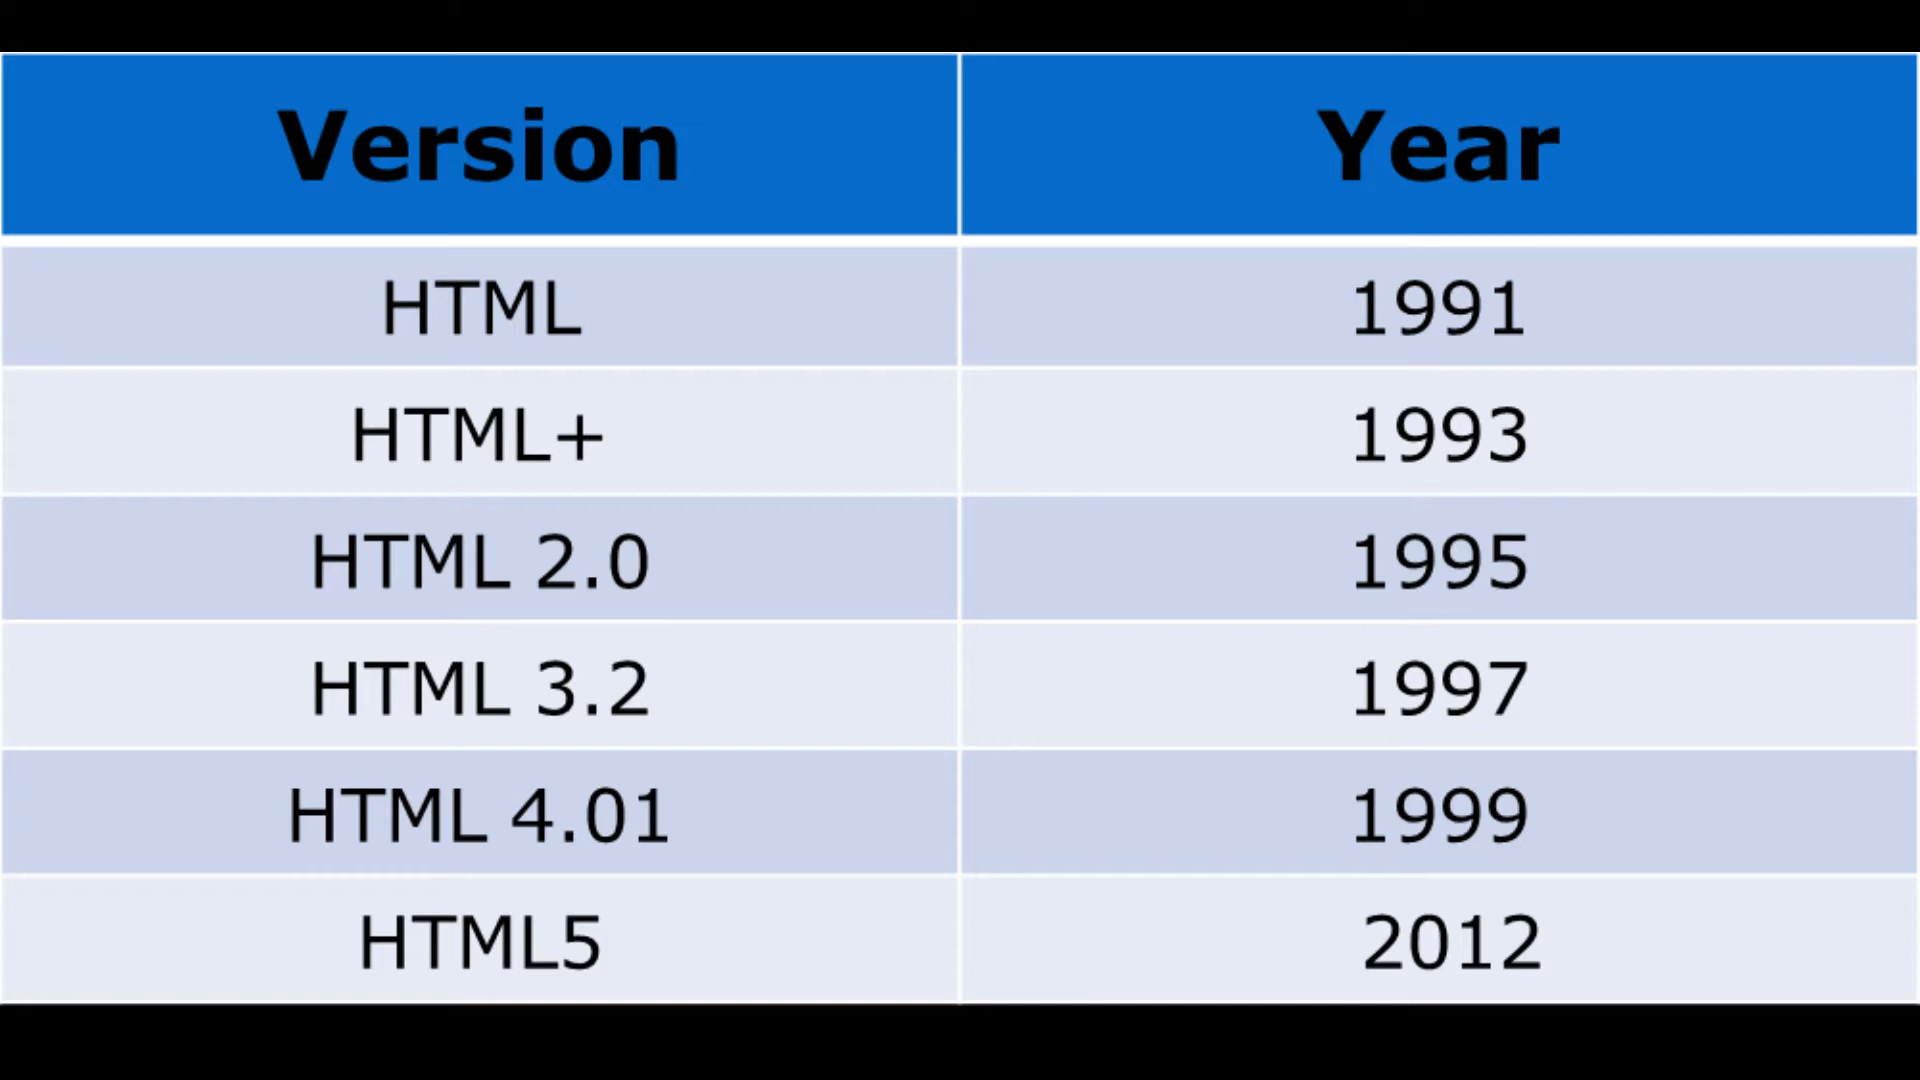 Version Year
HTML 1991
HTML+ 1993
HTML 2.0 1995
HTML 3.2 1997
HTML 4.01 1999
HTML5 2012